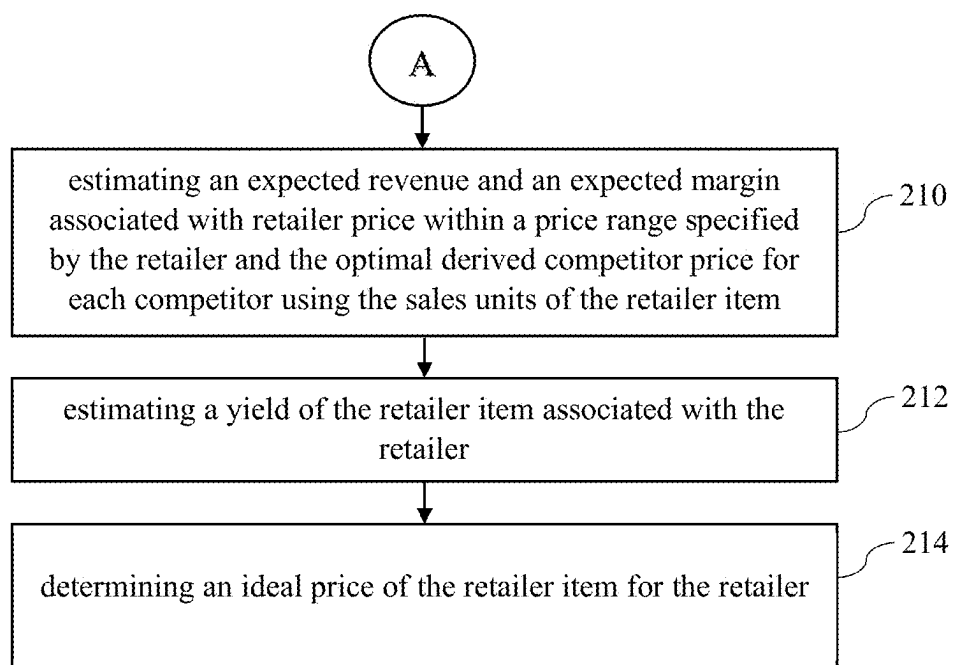 A
estimating an expected revenue and an expected margin
associated with retailer price within a price range specified
by the retailer and the optimal derived competitor price for
each competitor using the sales units of the retailer item
210
estimating a yield of the retailer item associated with the
retailer
212
determining an ideal price of the retailer item for the retailer
214